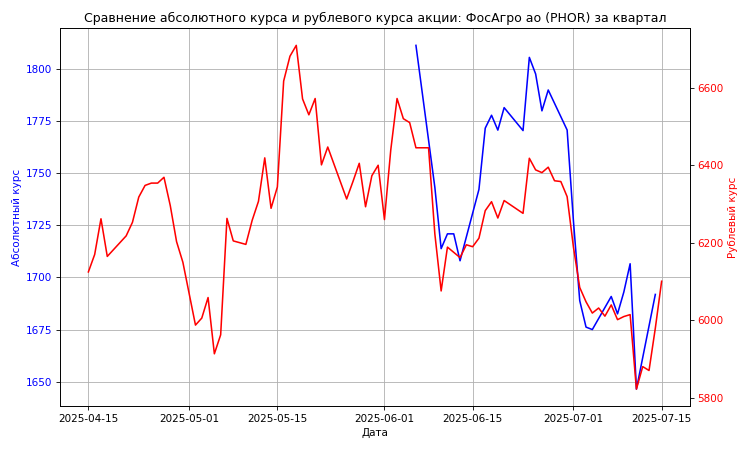 Сравнение абсолютного курса и рублевого курса акции: ФосАгро ао (PHOR) за квартал
1800
1775
1750
1725
1700
1675
1650
Абсолютный курс
6600
6400
6200
6000
5800
Рублевый курс
2025-04-15 2025-05-01 2025-05-15 2025-06-01 2025-06-15 2025-07-01 2025-07-15
Дата